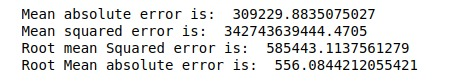 Mean absolute error is:  309229.8835075027
Mean squared error is:  342743639444.4705
Root mean Squared error is:  585443.1137561279
Root Mean absolute error is:  556.0844212055421